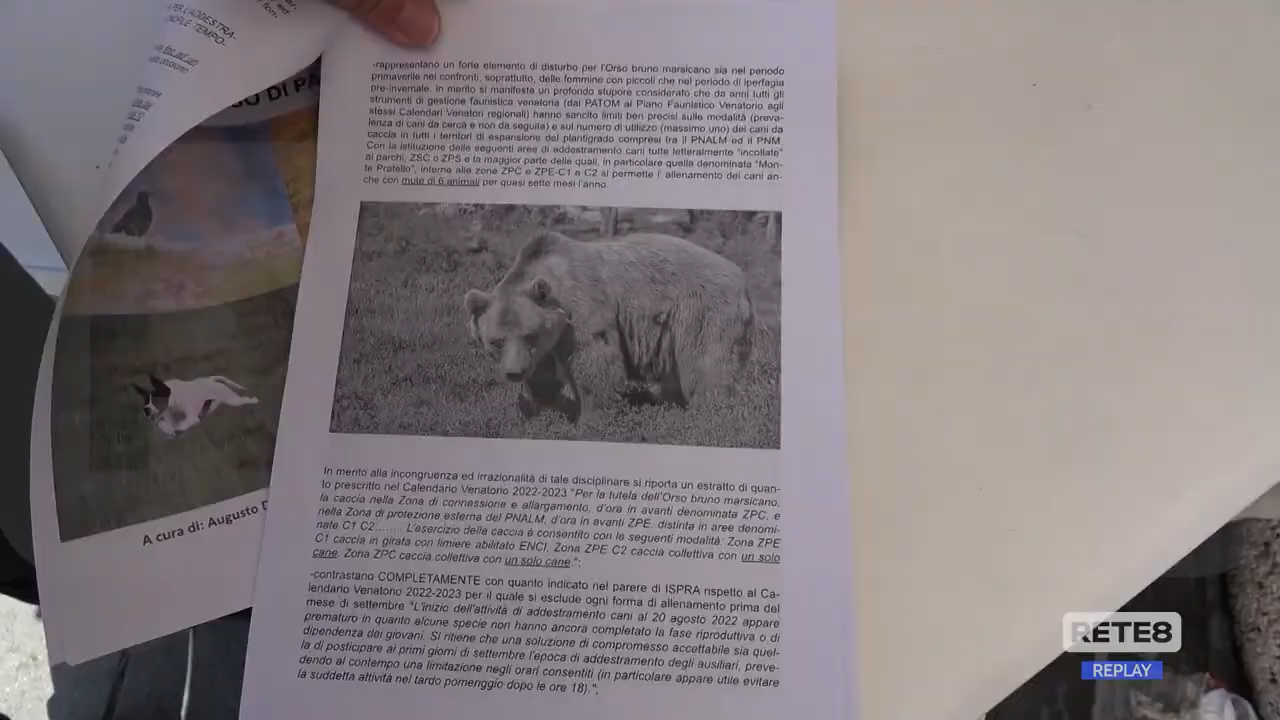 PER L'ADDESTRA-
-rappresentano un forte elemento di disturbo per l'Orso bruno marsicano sia nel periodo
primaverile nei confronti, soprattutto, delle femmine con piccoli che nel periodo di iperfagia
pre-invernale. In merito si manifesta un profondo stupore considerato che da anni tutti gli
strumenti di gestione faunistica venatoria (dal PATOM al Piano Faunistico Venatorio agli
stessi Calendari Venatori regionali) hanno sancito limiti ben precisi sulle modalità (preva-
lenza di cani da cerca e non da seguita) e sul numero di utilizzo (massimo uno) dei cani da
caccia in tutti i territori di espansione del plantigrado compresi fra il PNALM ed il PNM.
Con la istituzione delle seguenti aree di addestramento cani tutte letteralmente "incollate"
ai parchi, ZSC o ZPS e la maggior parte delle quali, in particolare quella denominata "Mon-
te Pratello", interne alle zone ZPC e ZPE-C1 e C2 si permette l' allenamento dei cani an-
che con mute di 6 animali per quasi sette mesi l'anno.
In merito alla incongruenza ed irrazionalità di tale disciplinare si riporta un estratto di quan-
to prescritto nel Calendario Venatorio 2022-2023 "Per la tutela dell'Orso bruno marsicano,
la caccia nella Zona di connessione e allargamento, d'ora in avanti denominata ZPC, e
nella Zona di protezione esterna del PNALM, d'ora in avanti ZPE, distinta in aree denomi-
nate C1 C2....... L'esercizio della caccia è consentito con le seguenti modalità: Zona ZPE
C1 caccia in girata con limiere abilitato ENCI, Zona ZPE C2 caccia collettiva con un solo
cane, Zona ZPC caccia collettiva con un solo cane.";
-contrastano COMPLETAMENTE con quanto indicato nel parere di ISPRA rispetto al Ca-
lendario Venatorio 2022-2023 per il quale si esclude ogni forma di allenamento prima del
mese di settembre "L'inizio dell'attività di addestramento cani al 20 agosto 2022 appare
prematuro in quanto alcune specie non hanno ancora completato la fase riproduttiva o di
dipendenza dei giovani. Si ritiene che una soluzione di compromesso accettabile sia quel-
la di posticipare ai primi giorni di settembre l'epoca di addestramento degli ausiliari, preve-
dendo al contempo una limitazione negli orari consentiti (in particolare appare utile evitare
la suddetta attività nel tardo pomeriggio dopo le ore 18).";
A cura di: Augusto D
RETE8
REPLAY